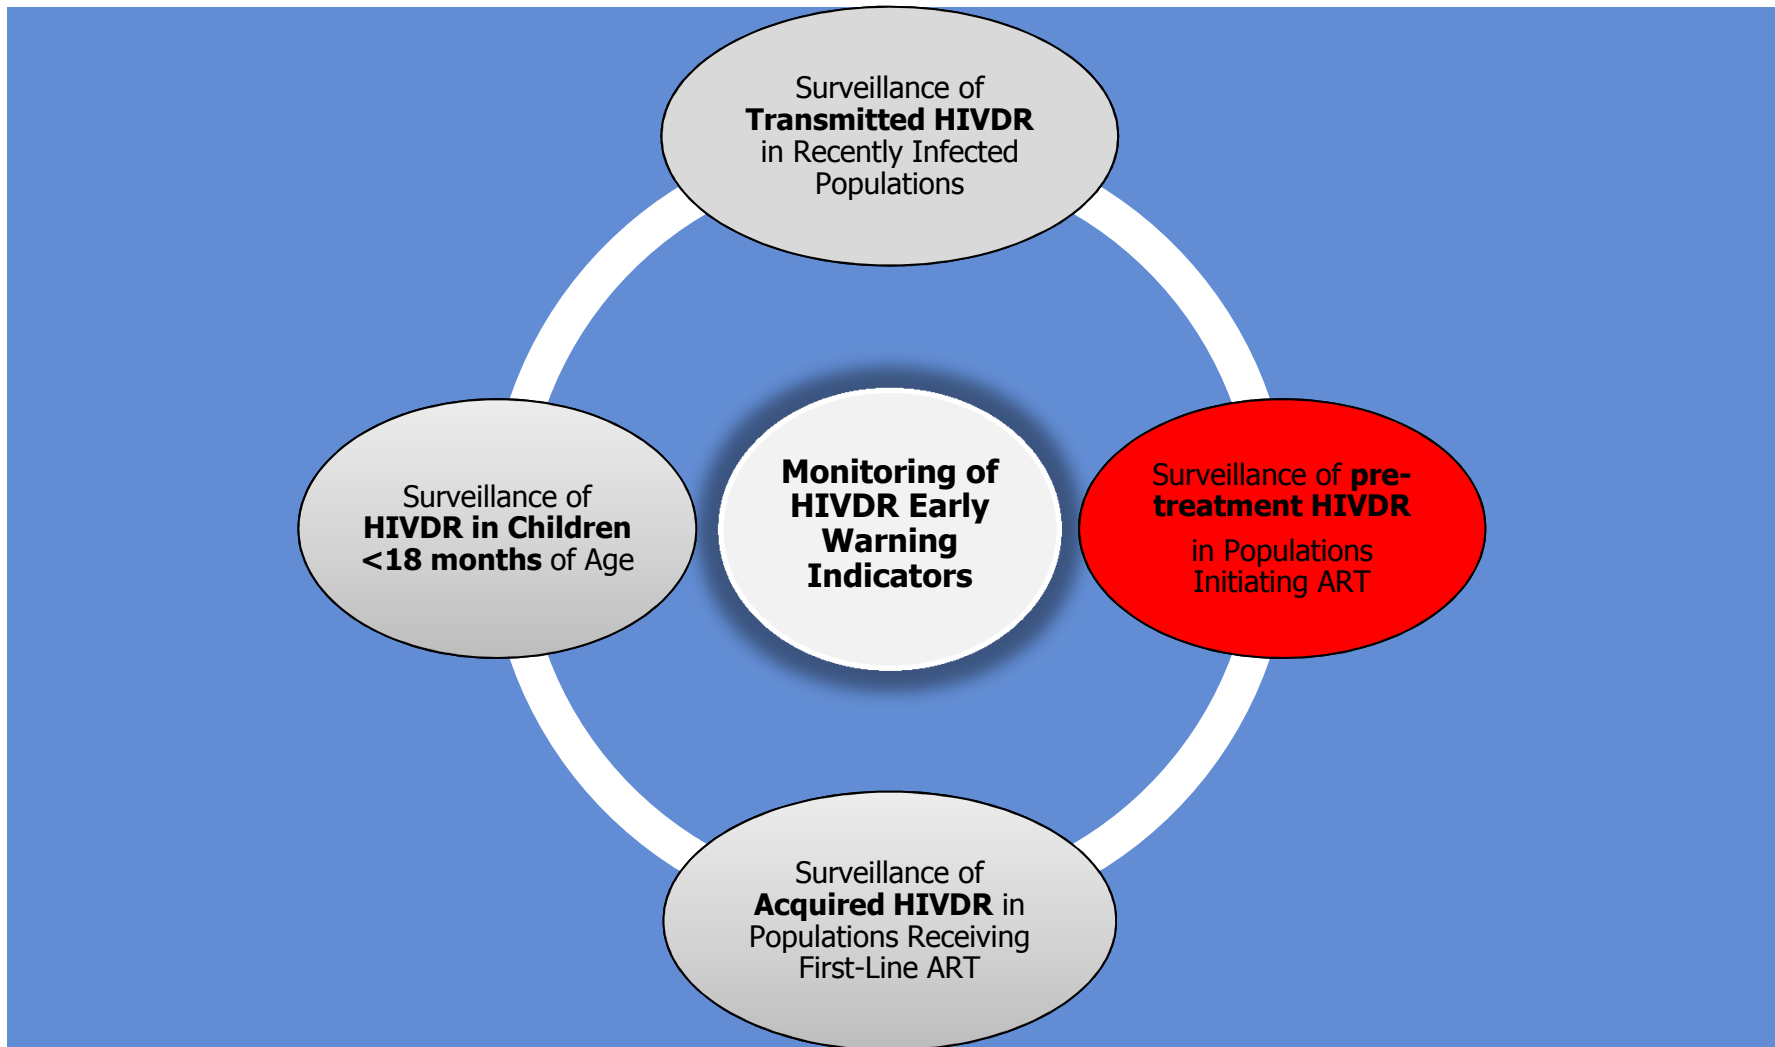 Surveillance of
Transmitted HIVDR
in Recently Infected
Populations
Surveillance of
HIVDR in Children
<18 months of Age
Monitoring of
HIVDR Early
Warning
Indicators
Surveillance of pre-
treatment HIVDR
in Populations
Initiating ART
Surveillance of
Acquired HIVDR in
Populations Receiving
First-Line ART